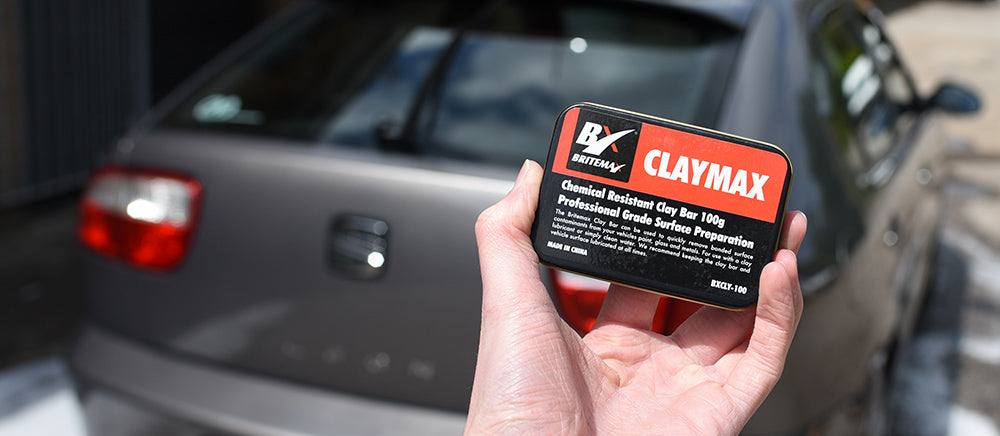 BX
BRITEMAX
CLAYMAX
Chemical Resistant Clay Bar 100g
Professional Grade Surface Preparation
The Britemax Clay Bar can be used to quickly remove bonded surface
contaminants from your vehicles paint, glass and metals. For use with a clay
lubricant or simply clean water. We recommend keeping the clay bar and
vehicle surface lubricated at all times.
MADE IN CHINA
BXCLY-100
LEON